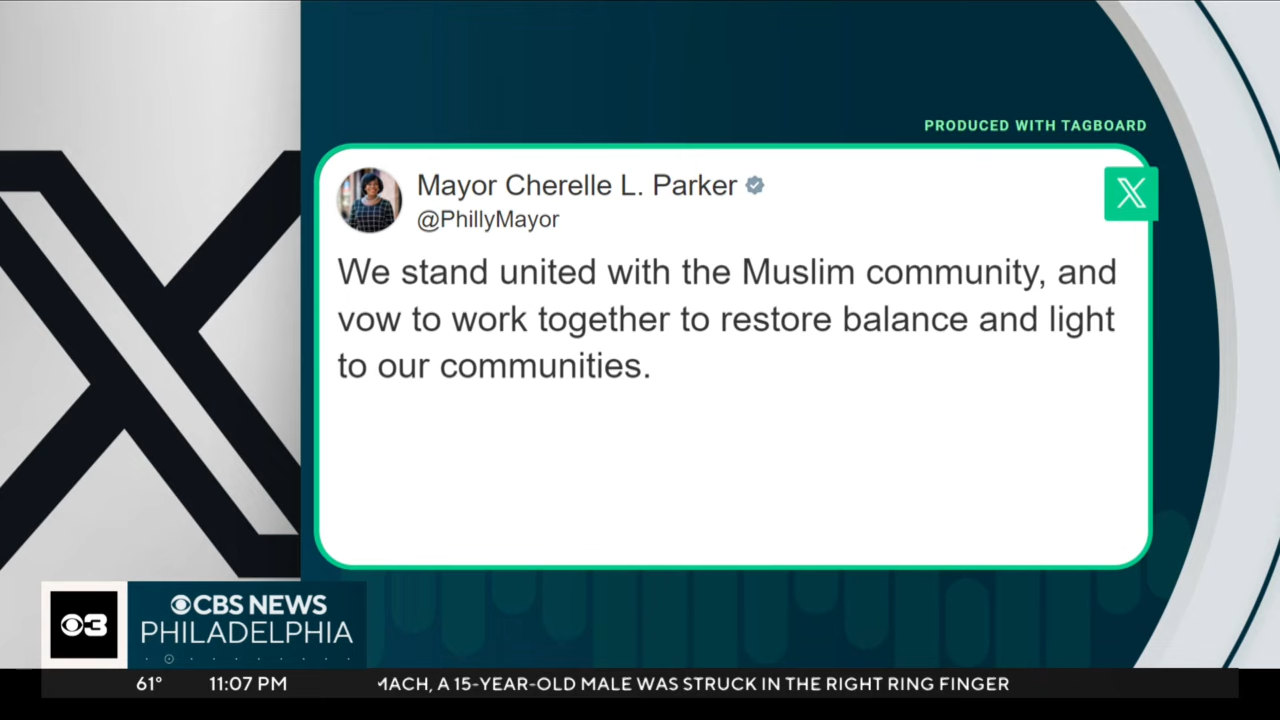 PRODUCED WITH TAGBOARD
Mayor Cherelle L. Parker
@PhillyMayor
We stand united with the Muslim community, and
vow to work together to restore balance and light
to our communities.
3
CBS NEWS
PHILADELPHIA
61° 11:07 PM A 15-YEAR-OLD MALE WAS STRUCK IN THE RIGHT RING FINGER